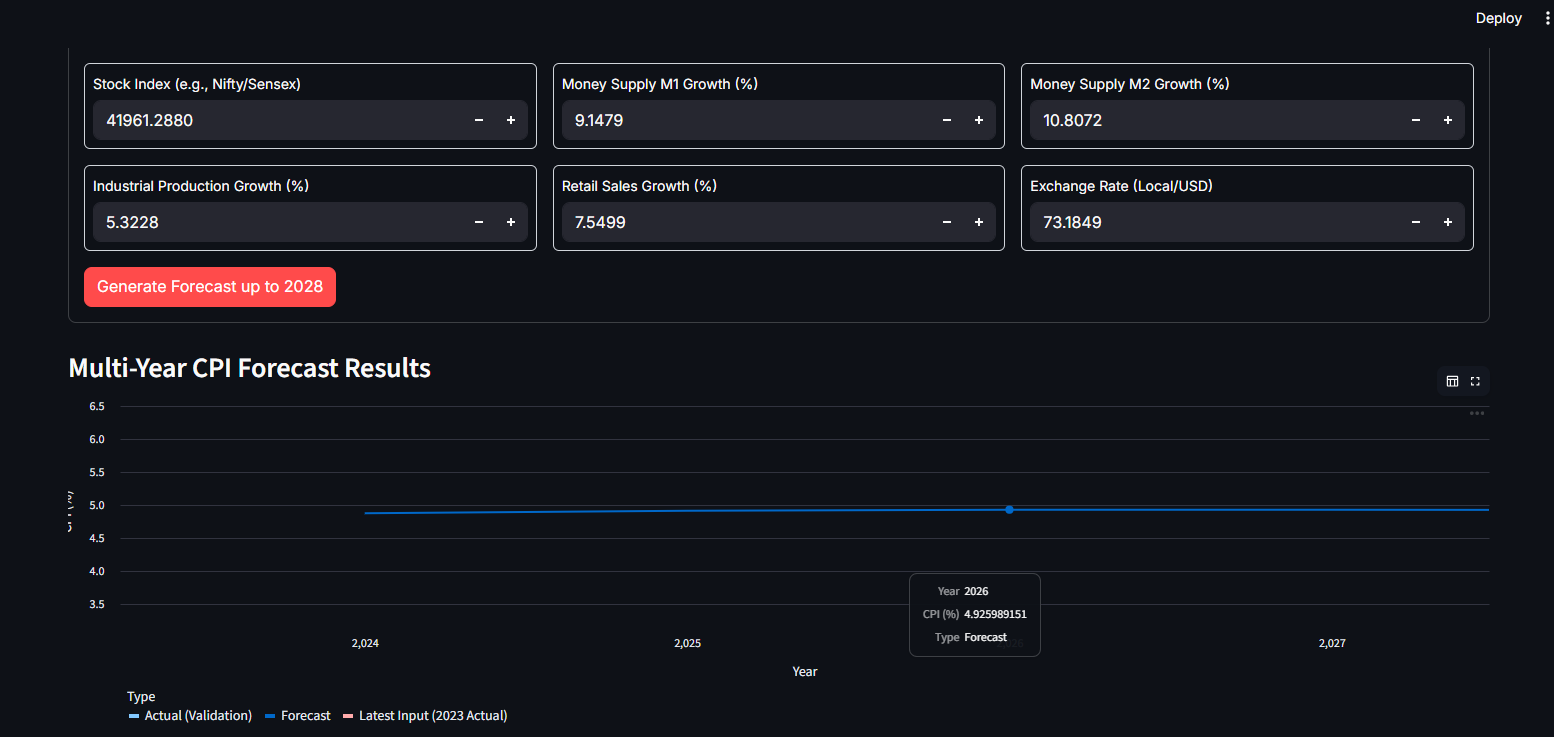 Deploy
Stock Index (e.g., Nifty/Sensex)
Money Supply M1 Growth (%)
Money Supply M2 Growth (%)
41961.2880
9.1479
10.8072
Industrial Production Growth (%)
Retail Sales Growth (%)
Exchange Rate (Local/USD)
5.3228
7.5499
73.1849
Generate Forecast up to 2028
Multi-Year CPI Forecast Results
6.5
6.0
5.5
5.0
4.5
4.0
3.5
CPI (%)
Year 2026
CPI (%) 4.925989151
Type Forecast
2,024
2,025
2,027
Year
Type
Actual (Validation)
Forecast
Latest Input (2023 Actual)